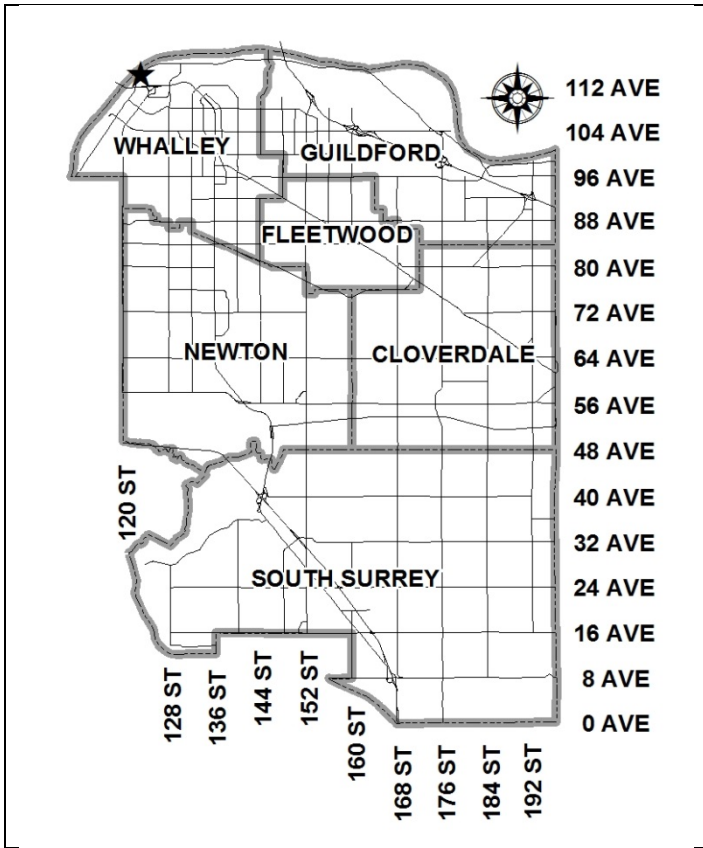 112 AVE
104 AVE
WHALLEY
GUILDFORD
96 AVE
88 AVE
FLEETWOOD
80 AVE
72 AVE
NEWTON
CLOVERDALE
64 AVE
56 AVE
48 AVE
120 ST
40 AVE
32 AVE
SOUTH SURREY
24 AVE
16 AVE
128 ST
136 ST
144 ST
152 ST
160 ST
8 AVE
0 AVE
168 ST
176 ST
184 ST
192 ST